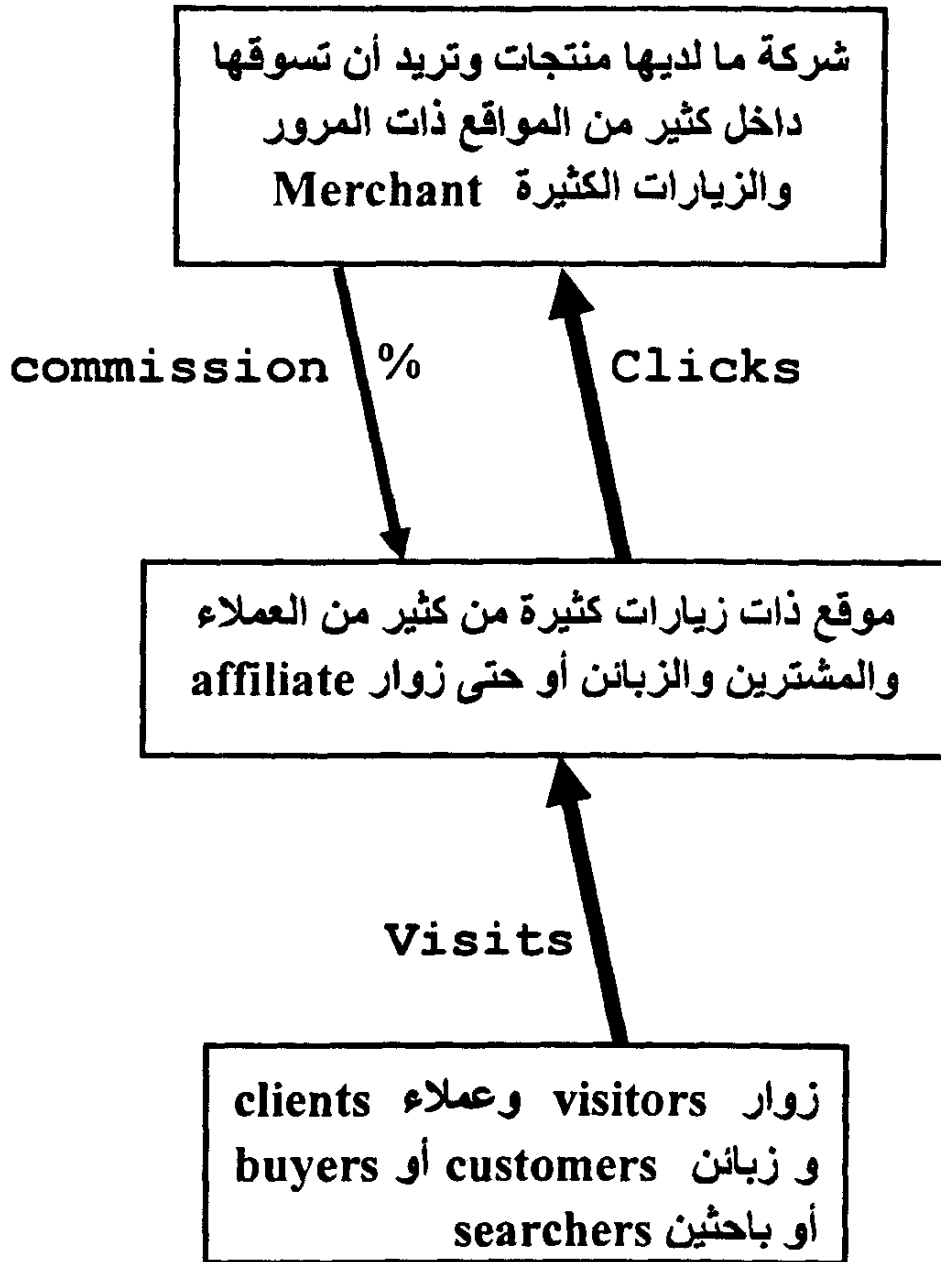 شركة ما لديها منتجات وتريد أن تسوقها
داخل كثير من المواقع ذات المرور
والزيارات الكثيرة Merchant
commission % Clicks
موقع ذات زيارات كثيرة من كثير من العملاء
والمشترين والزبائن أو حتى زوار affiliate
Visits
زوار visitors وعملاء clients
و زبائن customers أو buyers
أو باحثين searchers